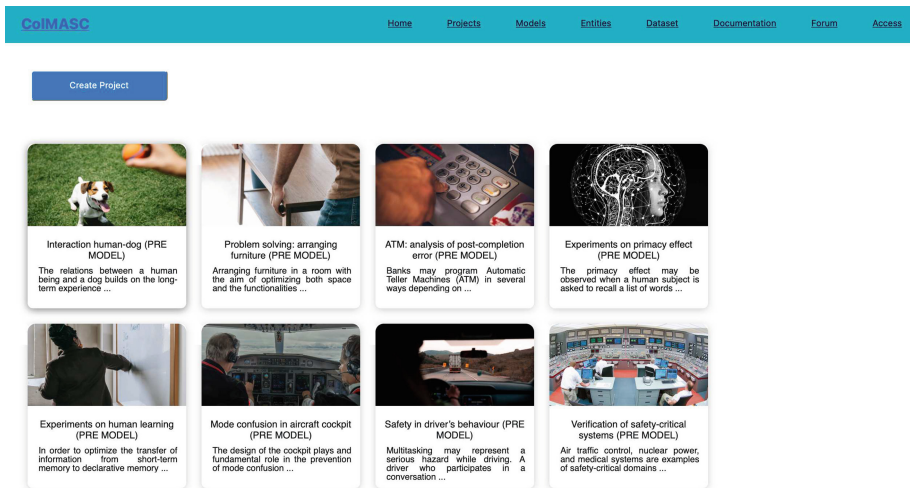 ColMASC
Home Projects Models Entities Dataset Documentation Forum Access
Create Project
Interaction human-dog (PRE
MODEL)
The relations between a human
being and a dog builds on the long-
term experience ...
Problem solving: arranging
furniture (PRE MODEL)
Arranging furniture in a room with
the aim of optimizing both space
and the functionalities ...
ATM: analysis of post-completion
error (PRE MODEL)
Banks may program Automatic
Teller Machines (ATM) in several
ways depending on ...
Experiments on primacy effect
(PRE MODEL)
The primacy effect may be
observed when a human subject is
asked to recall a list of words ...
Experiments on human learning
(PRE MODEL)
In order to optimize the transfer of
information from short-term
memory to declarative memory ...
Mode confusion in aircraft cockpit
(PRE MODEL)
The design of the cockpit plays and
fundamental role in the prevention
of mode confusion ...
Safety in driver's behaviour (PRE
MODEL)
Multitasking may represent a
serious hazard while driving. A
driver who participates in a
conversation ...
Verification of safety-critical
systems (PRE MODEL)
Air traffic control, nuclear power,
and medical systems are examples
of safety-critical domains ...